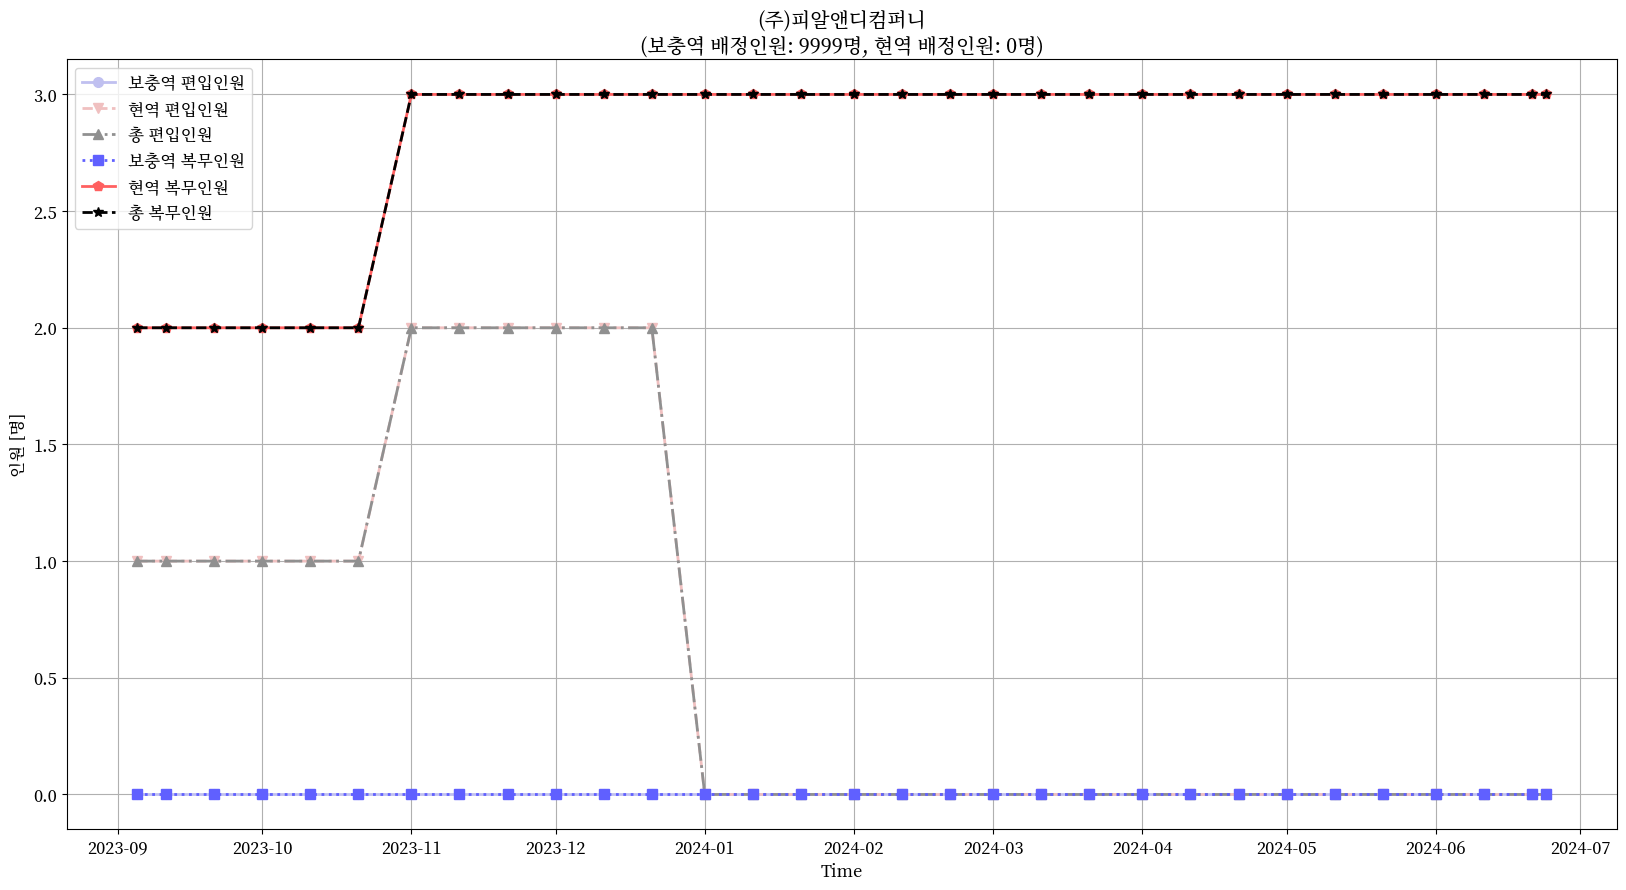 (주)피알앤디컴퍼니
(보충역 배정인원: 9999명, 현역 배정인원: 0명)
보충역 편입인원
현역 편입인원
총 편입인원
보충역 복무인원
현역 복무인원
총 복무인원
3.0
2.5
2.0
1.5
1.0
0.5
0.0
인원 [명]
2023-09 2023-10 2023-11 2023-12 2024-01 2024-02 2024-03 2024-04 2024-05 2024-06 2024-07
Time